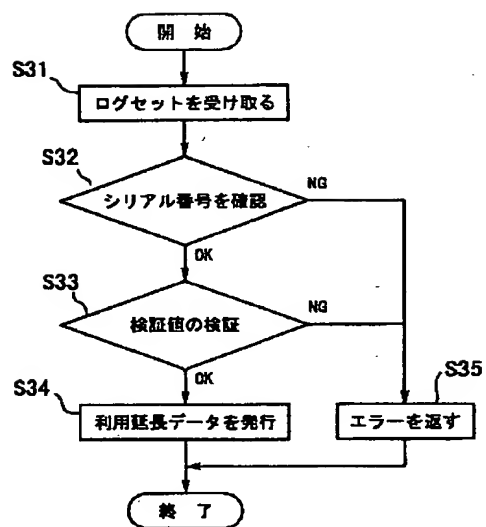 開 始
S31
ログセットを受け取る
S32
シリアル番号を確認
NG
OK
S33
検証値の検証
NG
OK
S34
利用延長データを発行
S35
エラーを返す
終 了